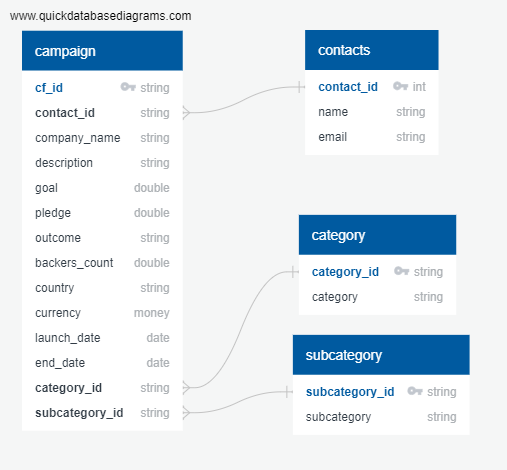 www.quickdatabasediagrams.com
campaign
cf_id string
contact_id string
company_name string
description string
goal double
pledge double
outcome string
backers_count double
country string
currency money
launch_date date
end_date date
category_id string
subcategory_id string
contacts
contact_id int
name string
email string
category
category_id string
category string
subcategory
subcategory_id string
subcategory string